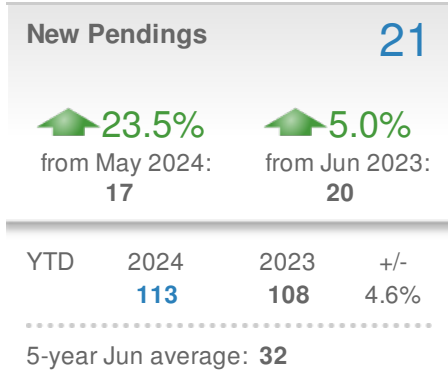 New Pendings 21
23.5% 5.0%
from May 2024: from Jun 2023:
17 20
YTD 2024 2023 +/-
113 108 4.6%
5-year Jun average: 32